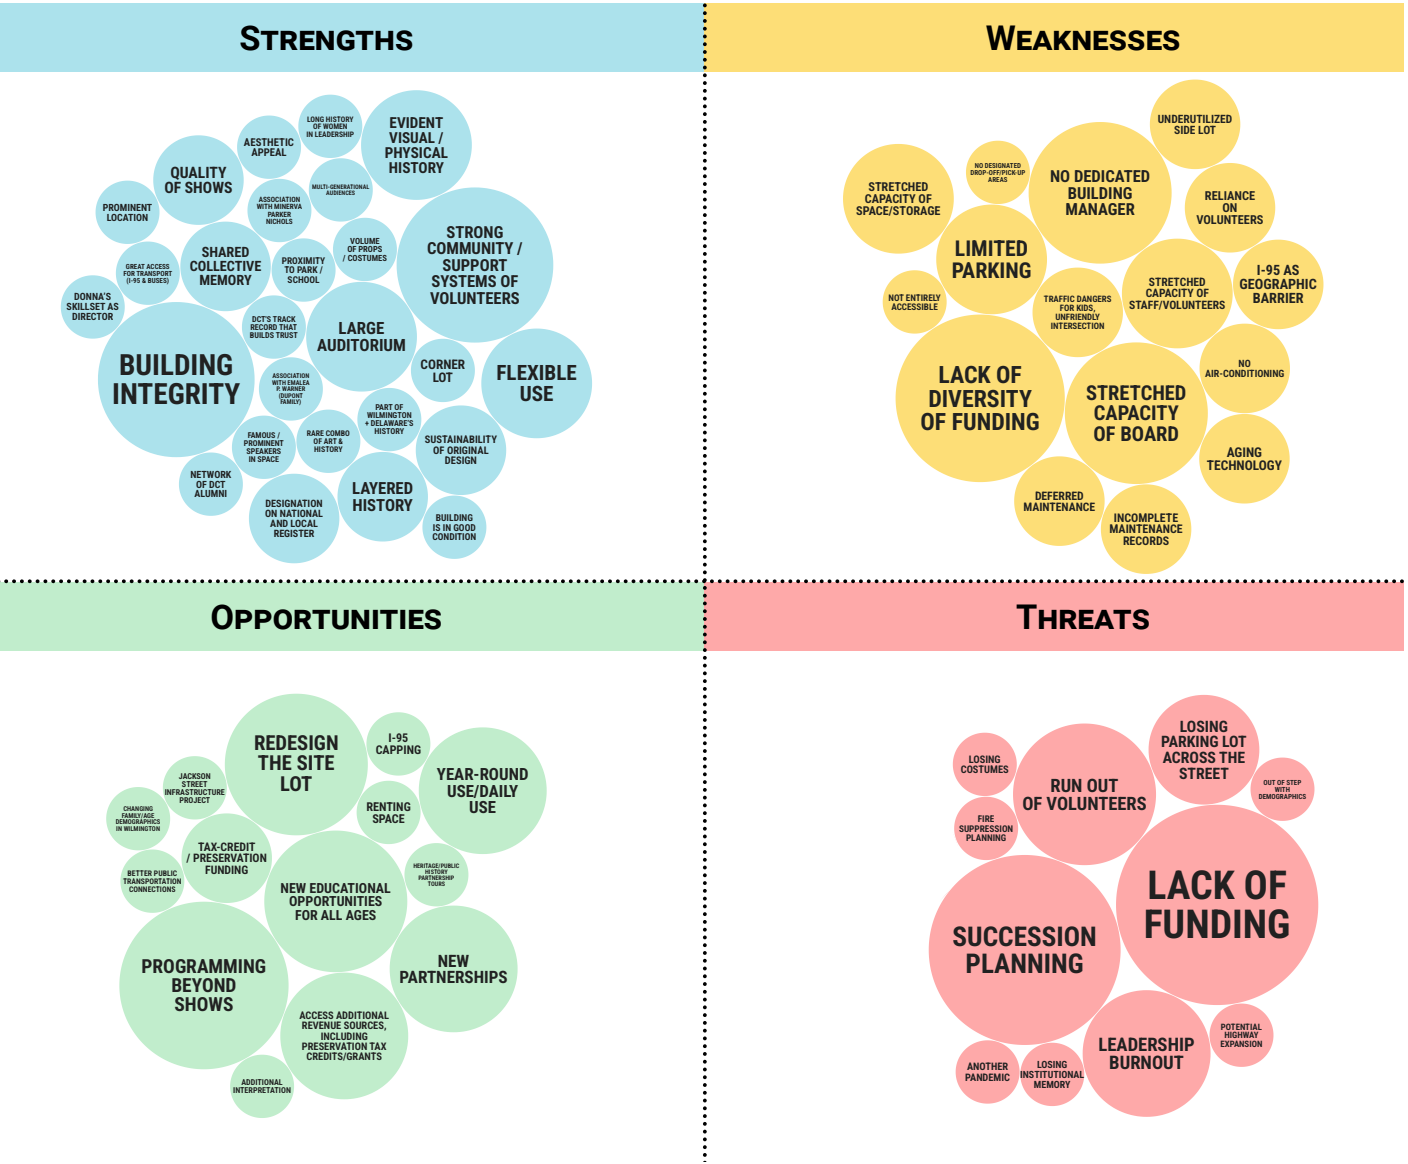 STRENGTHS
LONG HISTORY
OF WOMEN
IN LEADERSHIP
EVIDENT
VISUAL /
PHYSICAL
HISTORY
AESTHETIC
APPEAL
QUALITY
OF SHOWS
MULTI-GENERATIONAL
AUDIENCES
ASSOCIATION
WITH MINERVA
PARKER
NICHOLS
PROMINENT
LOCATION
STRONG
COMMUNITY /
SUPPORT
SYSTEMS OF
VOLUNTEERS
VOLUME
OF PROPS
/ COSTUMES
SHARED
COLLECTIVE
MEMORY
PROXIMITY
TO PARK /
SCHOOL
GREAT ACCESS
FOR TRANSPORT
(I-95 & BUSES)
DONNA'S
SKILLSET AS
DIRECTOR
DCT'S TRACK
RECORD THAT
BUILDS TRUST
LARGE
AUDITORIUM
BUILDING
INTEGRITY
CORNER
LOT
FLEXIBLE
USE
ASSOCIATION
WITH EMALEA
P. WARNER
(DUPONT
FAMILY)
PART OF
WILMINGTON
+ DELAWARE'S
HISTORY
FAMOUS /
PROMINENT
SPEAKERS
IN SPACE
RARE COMBO
OF ART &
HISTORY
SUSTAINABILITY
OF ORIGINAL
DESIGN
NETWORK
OF DCT
ALUMNI
LAYERED
HISTORY
DESIGNATION
ON NATIONAL
AND LOCAL
REGISTER
BUILDING
IS IN GOOD
CONDITION
WEAKNESSES
UNDERUTILIZED
SIDE LOT
NO DESIGNATED
DROP-OFF/PICK-UP
AREAS
NO DEDICATED
BUILDING
MANAGER
STRETCHED
CAPACITY OF
SPACE/STORAGE
RELIANCE
ON
VOLUNTEERS
LIMITED
PARKING
I-95 AS
GEOGRAPHIC
BARRIER
STRETCHED
CAPACITY OF
STAFF/VOLUNTEERS
NOT ENTIRELY
ACCESSIBLE
TRAFFIC DANGERS
FOR KIDS,
UNFRIENDLY
INTERSECTION
NO
AIR-CONDITIONING
LACK OF
DIVERSITY
OF FUNDING
STRETCHED
CAPACITY
OF BOARD
AGING
TECHNOLOGY
DEFERRED
MAINTENANCE
INCOMPLETE
MAINTENANCE
RECORDS
OPPORTUNITIES
REDESIGN
THE SITE
LOT
I-95
CAPPING
YEAR-ROUND
USE/DAILY
USE
JACKSON
STREET
INFRASTRUCTURE
PROJECT
RENTING
SPACE
CHANGING
FAMILY/AGE
DEMOGRAPHICS
IN WILMINGTON
TAX-CREDIT
/ PRESERVATION
FUNDING
HERITAGE/PUBLIC
HISTORY
PARTNERSHIP
TOURS
BETTER PUBLIC
TRANSPORTATION
CONNECTIONS
NEW EDUCATIONAL
OPPORTUNITIES
FOR ALL AGES
NEW
PARTNERSHIPS
PROGRAMMING
BEYOND
SHOWS
ACCESS ADDITIONAL
REVENUE SOURCES,
INCLUDING
PRESERVATION TAX
CREDITS/GRANTS
ADDITIONAL
INTERPRETATION
THREATS
LOSING
PARKING LOT
ACROSS THE
STREET
LOSING
COSTUMES
RUN OUT
OF VOLUNTEERS
OUT OF STEP
WITH
DEMOGRAPHICS
FIRE
SUPPRESSION
PLANNING
LACK OF
FUNDING
SUCCESSION
PLANNING
POTENTIAL
HIGHWAY
EXPANSION
LEADERSHIP
BURNOUT
ANOTHER
PANDEMIC
LOSING
INSTITUTIONAL
MEMORY